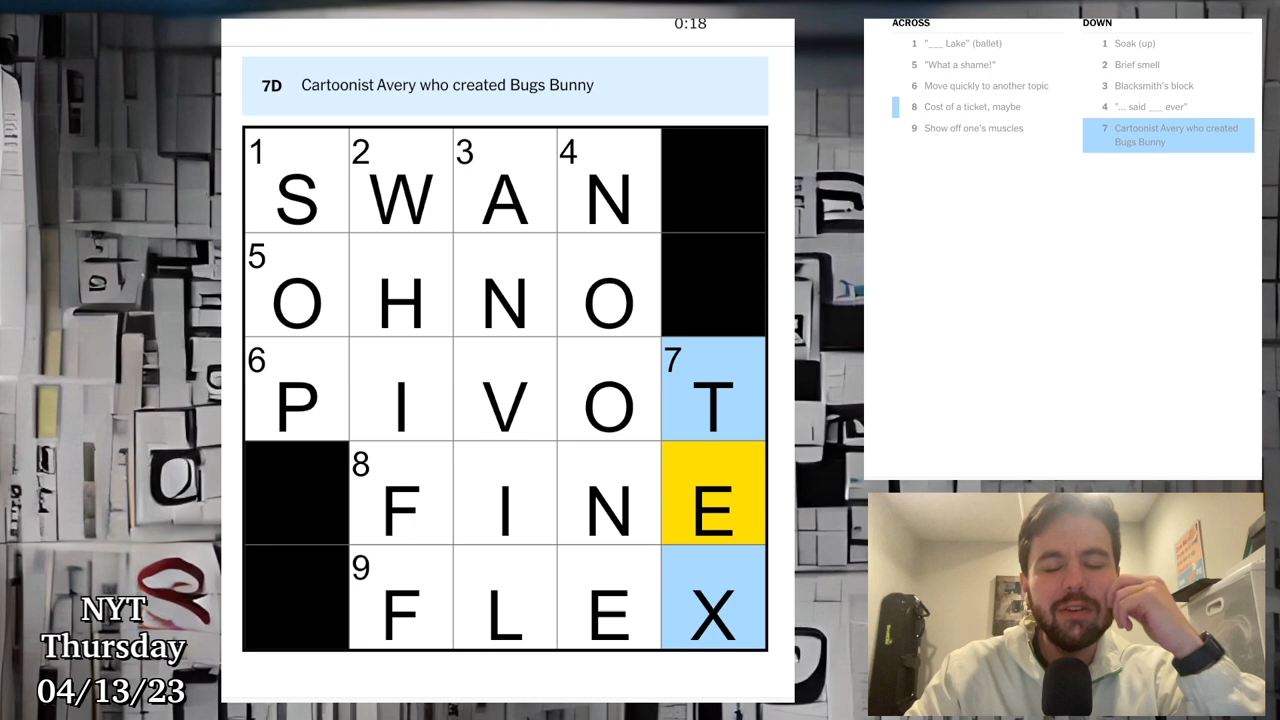 0:18
7D Cartoonist Avery who created Bugs Bunny
1 2 3 4
S W A N
5
O H N O
6 7
P I V O T
8
F I N E
9
F L E X
ACROSS
1 "___ Lake" (ballet)
5 "What a shame!"
6 Move quickly to another topic
8 Cost of a ticket, maybe
9 Show off one's muscles
DOWN
1 Soak (up)
2 Brief smell
3 Blacksmith's block
4 "... said ___ ever"
7 Cartoonist Avery who created
Bugs Bunny
NYT
Thursday
04/13/23